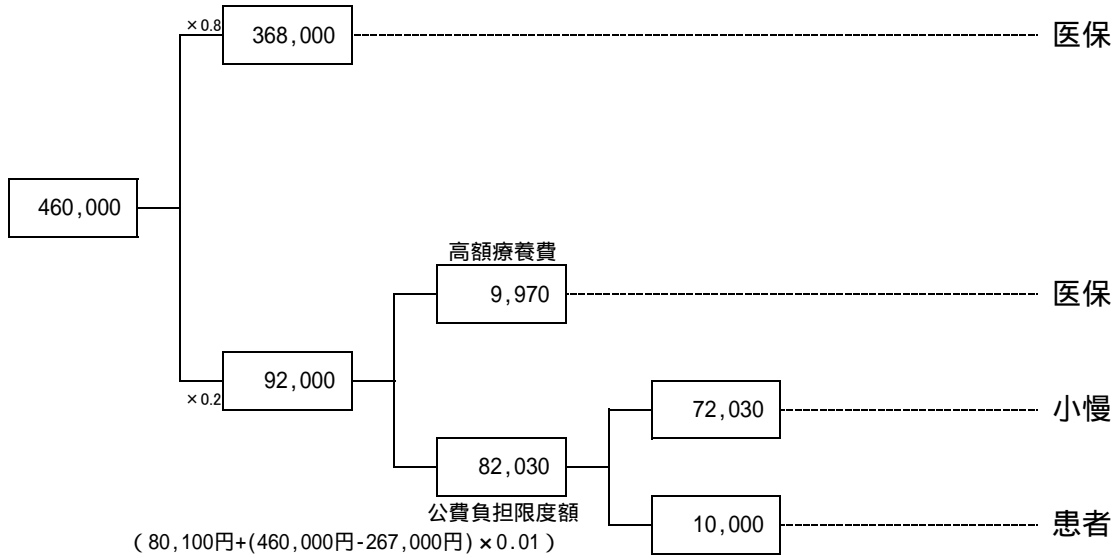 ×0.8
368,000
医保
460,000
高額療養費
9,970
医保
×0.2
92,000
72,030
小慢
82,030
公費負担限度額
10,000
患者
(80,100円+(460,000円-267,000円)×0.01)